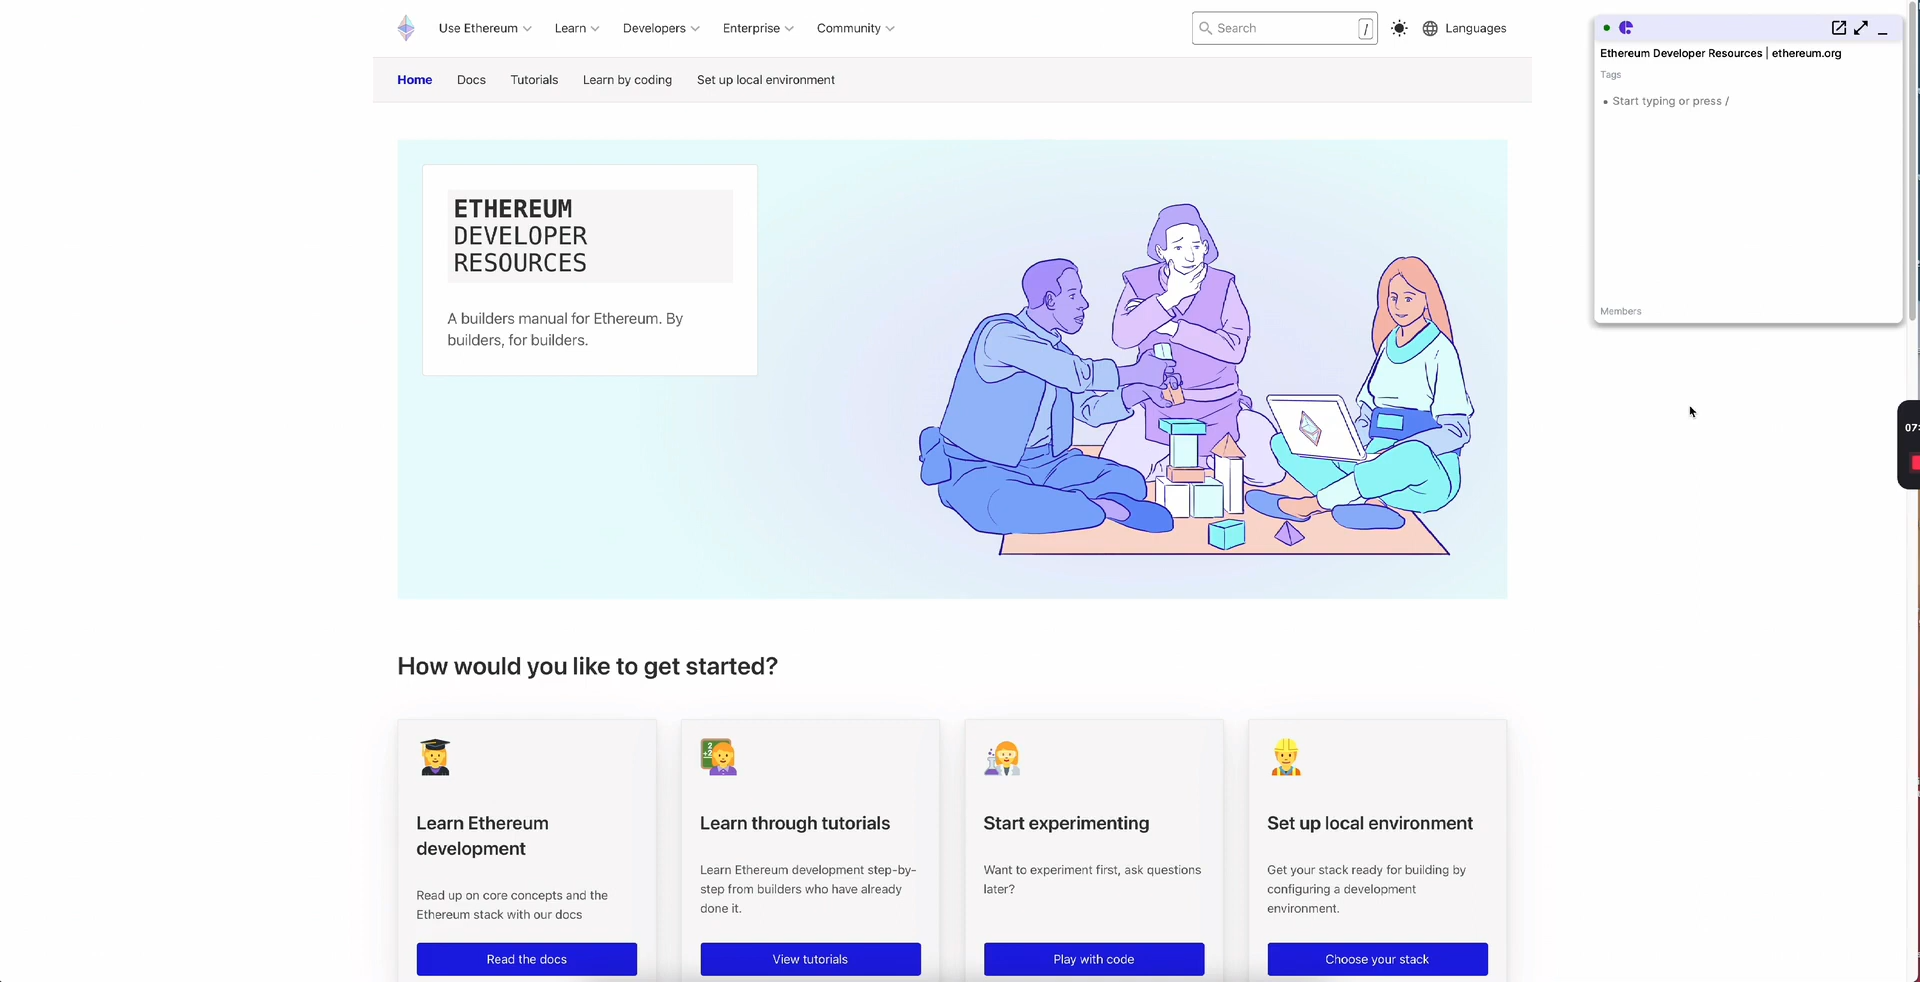 Use Ethereum
Learn
Developers
Enterprise
Community
Search
/
Languages
Home
Docs
Tutorials
Learn by coding
Set up local environment
ETHEREUM
DEVELOPER
RESOURCES
A builders manual for Ethereum. By
builders, for builders.
Ethereum Developer Resources | ethereum.org
Tags
• Start typing or press /
Members
07:
How would you like to get started?
Learn Ethereum
development
Read up on core concepts and the
Ethereum stack with our docs
Read the docs
Learn through tutorials
Learn Ethereum development step-by-
step from builders who have already
done it.
View tutorials
Start experimenting
Want to experiment first, ask questions
later?
Play with code
Set up local environment
Get your stack ready for building by
configuring a development
environment.
Choose your stack